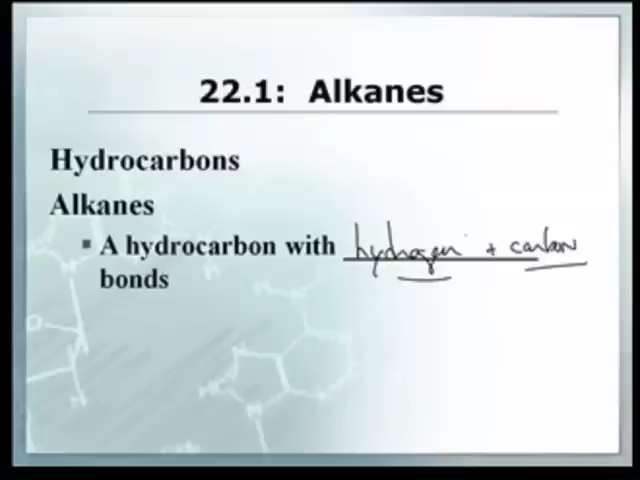 22.1: Alkanes
Hydrocarbons
Alkanes
▪ A hydrocarbon with hydrogen + carbon
bonds